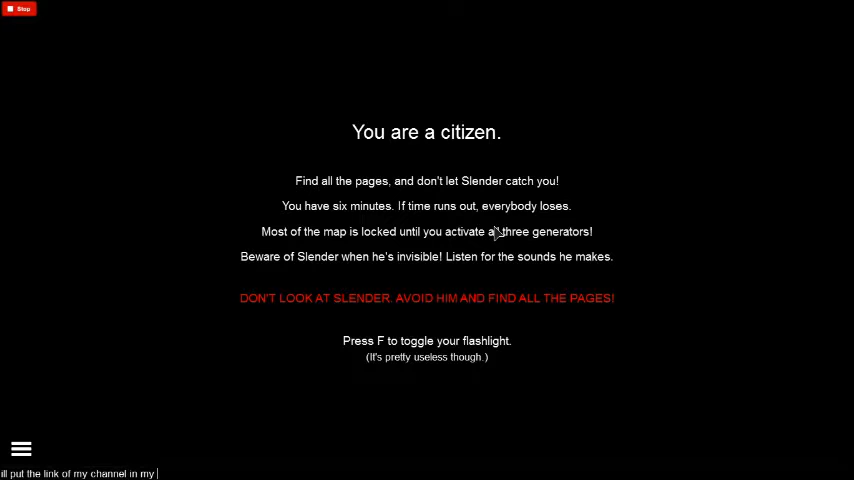 Stop
You are a citizen.
Find all the pages, and don't let Slender catch you!
You have six minutes. If time runs out, everybody loses.
Most of the map is locked until you activate all three generators!
Beware of Slender when he's invisible! Listen for the sounds he makes.
DON'T LOOK AT SLENDER. AVOID HIM AND FIND ALL THE PAGES!
Press F to toggle your flashlight.
(It's pretty useless though.)
ill put the link of my channel in my